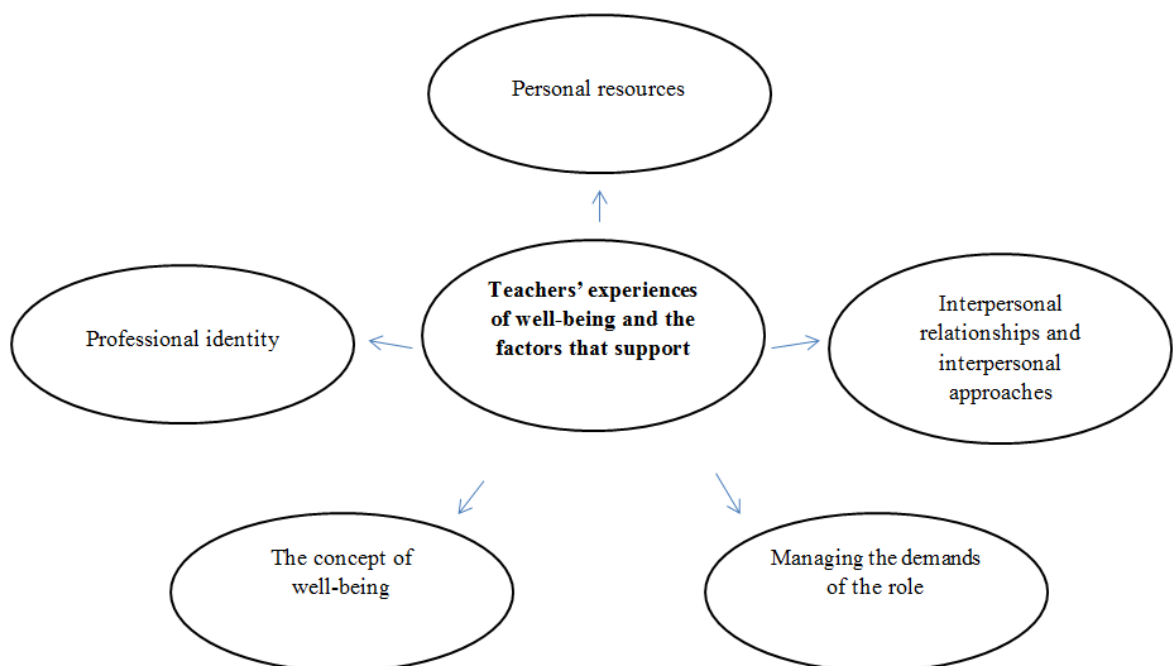 Personal resources
Teachers’ experiences
of well-being and the
factors that support
Professional identity
Interpersonal
relationships and
interpersonal
approaches
The concept of
well-being
Managing the demands
of the role